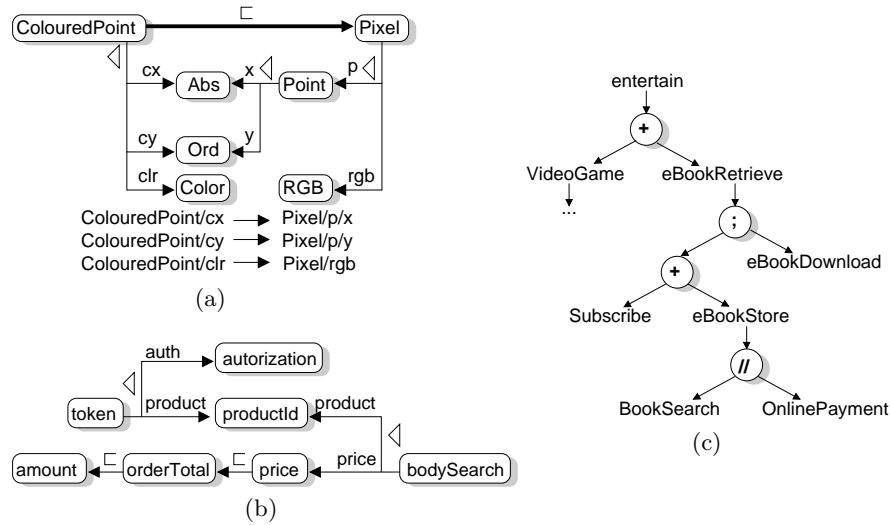 ColouredPoint ⊏ Pixel
cx Abs x Point p
cy Ord y
clr Color RGB rgb
ColouredPoint/cx Pixel/p/x
ColouredPoint/cy Pixel/p/y
ColouredPoint/clr Pixel/rgb
(a)
auth autorization
token product productId product
amount ⊏ orderTotal ⊏ price price bodySearch
(b)
entertain
+
VideoGame eBookRetrieve
...
;
+ eBookDownload
Subscribe eBookStore
//
BookSearch OnlinePayment
(c)